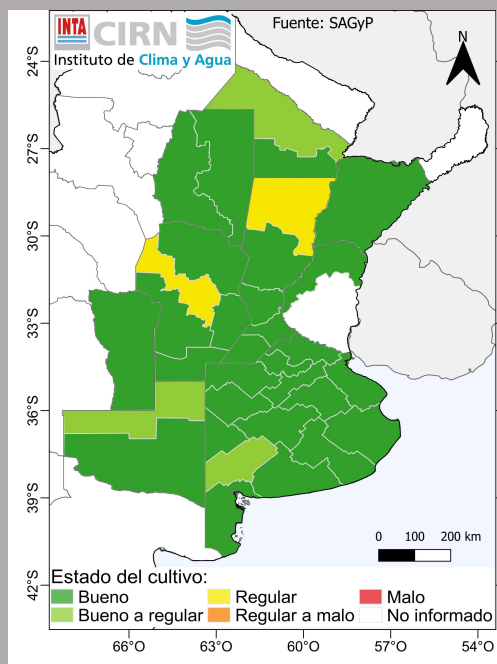 INTA
CIRN
Instituto de Clima y Agua
Fuente: SAGyP
N
24°S
27°S
30°S
33°S
36°S
39°S
42°S
0 100 200 km
Estado del cultivo:
Bueno
Regular
Malo
Bueno a regular
Regular a malo
No informado
66°O 63°O 60°O 57°O 54°O